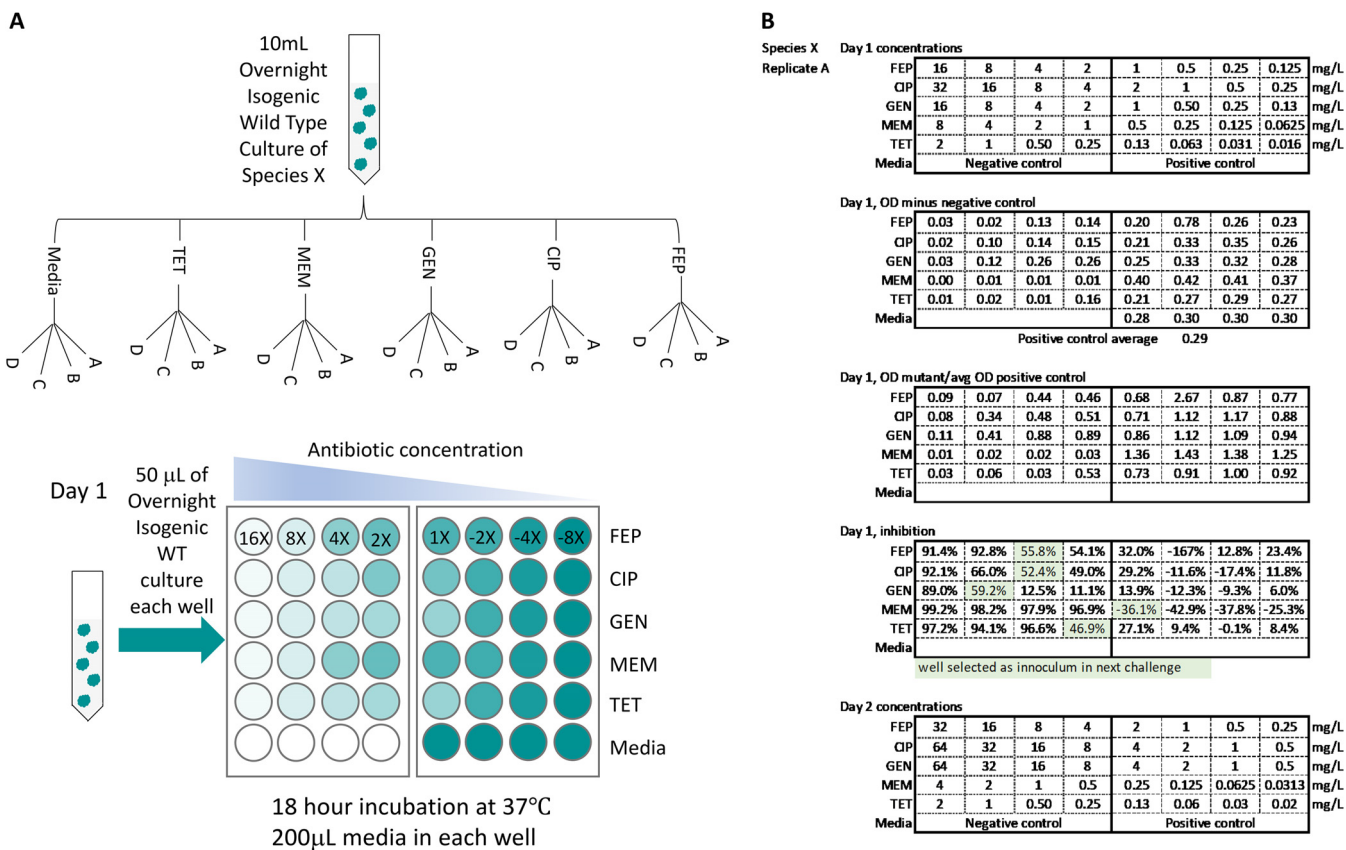 A
10mL
Overnight
Isogenic
Wild Type
Culture of
Species X
Media TET MEM GEN CIP FEP
D C B A D C B A D C B A D C B A D C B A D C B A
Antibiotic concentration
Day 1
50 μL of
Overnight
Isogenic
WT
culture
each well
16X 8X 4X 2X 1X -2X -4X -8X FEP
CIP
GEN
MEM
TET
Media
18 hour incubation at 37℃
200μL media in each well
B
Species X Day 1 concentrations
Replicate A
FEP 16 8 4 2 1 0.5 0.25 0.125 mg/L
CIP 32 16 8 4 2 1 0.5 0.25 mg/L
GEN 16 8 4 2 1 0.50 0.25 0.13 mg/L
MEM 8 4 2 1 0.5 0.25 0.125 0.0625 mg/L
TET 2 1 0.50 0.25 0.13 0.063 0.031 0.016 mg/L
Media Negative control Positive control
Day 1, OD minus negative control
FEP 0.03 0.02 0.13 0.14 0.20 0.78 0.26 0.23
CIP 0.02 0.10 0.14 0.15 0.21 0.33 0.35 0.26
GEN 0.03 0.12 0.26 0.26 0.25 0.33 0.32 0.28
MEM 0.00 0.01 0.01 0.01 0.40 0.42 0.41 0.37
TET 0.01 0.02 0.01 0.16 0.21 0.27 0.29 0.27
Media 0.28 0.30 0.30 0.30
Positive control average 0.29
Day 1, OD mutant/avg OD positive control
FEP 0.09 0.07 0.44 0.46 0.68 2.67 0.87 0.77
CIP 0.08 0.34 0.48 0.51 0.71 1.12 1.17 0.88
GEN 0.11 0.41 0.88 0.89 0.86 1.12 1.09 0.94
MEM 0.01 0.02 0.02 0.03 1.36 1.43 1.38 1.25
TET 0.03 0.06 0.03 0.53 0.73 0.91 1.00 0.92
Media
Day 1, inhibition
FEP 91.4% 92.8% 55.8% 54.1% 32.0% -167% 12.8% 23.4%
CIP 92.1% 66.0% 52.4% 49.0% 29.2% -11.6% -17.4% 11.8%
GEN 89.0% 59.2% 12.5% 11.1% 13.9% -12.3% -9.3% 6.0%
MEM 99.2% 98.2% 97.9% 96.9% -36.1% -42.9% -37.8% -25.3%
TET 97.2% 94.1% 96.6% 46.9% 27.1% 9.4% -0.1% 8.4%
Media
well selected as innoculum in next challenge
Day 2 concentrations
FEP 32 16 8 4 2 1 0.5 0.25 mg/L
CIP 64 32 16 8 4 2 1 0.5 mg/L
GEN 64 32 16 8 4 2 1 0.5 mg/L
MEM 4 2 1 0.5 0.25 0.125 0.0625 0.0313 mg/L
TET 2 1 0.50 0.25 0.13 0.06 0.03 0.02 mg/L
Media Negative control Positive control